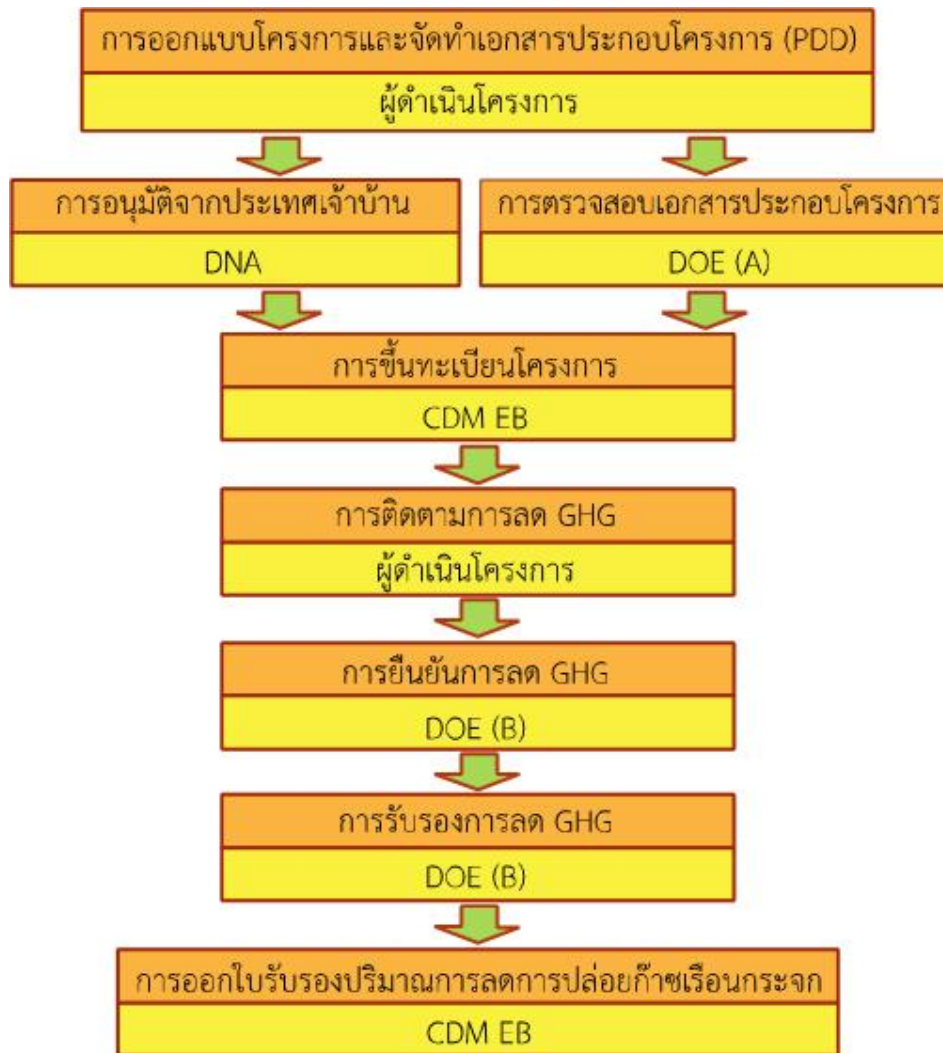 การออกแบบโครงการและจัดทำเอกสารประกอบโครงการ (PDD)
ผู้ดำเนินโครงการ
การอนุมัติจากประเทศเจ้าบ้าน
DNA
การตรวจสอบเอกสารประกอบโครงการ
DOE (A)
การขึ้นทะเบียนโครงการ
CDM EB
การติดตามการลด GHG
ผู้ดำเนินโครงการ
การยืนยันการลด GHG
DOE (B)
การรับรองการลด GHG
DOE (B)
การออกใบรับรองปริมาณการลดการปล่อยก๊าซเรือนกระจก
CDM EB